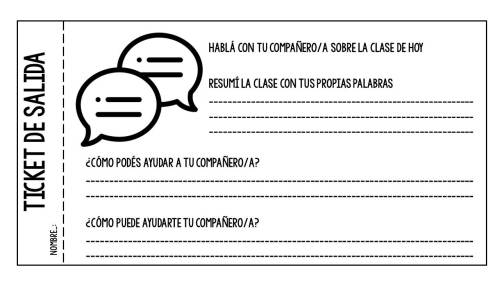 TICKET DE SALIDA
NOMBRE..:
HABLÁ CON TU COMPAÑERO/A SOBRE LA CLASE DE HOY
RESUMÍ LA CLASE CON TUS PROPIAS PALABRAS
¿CÓMO PODÉS AYUDAR A TU COMPAÑERO/A?
¿CÓMO PUEDE AYUDARTE TU COMPAÑERO/A?